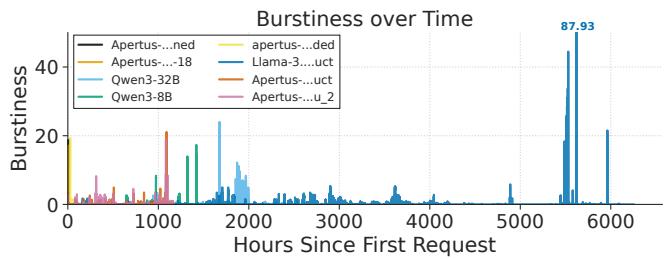 Burstiness over Time
87.93
Burstiness
40
20
0
Apertus-...ned
Apertus-...-18
Qwen3-32B
Qwen3-8B
apertus-...ded
Llama-3....uct
Apertus-...uct
Apertus-...u_2
0 1000 2000 3000 4000 5000 6000
Hours Since First Request